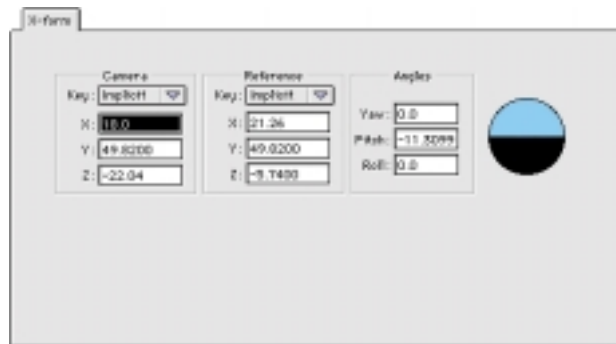 X-form
Camera
Key: Implicit
X: 18.0
Y: 49.8200
Z: -22.04
Reference
Key: Implicit
X: 21.26
Y: 49.8200
Z: -5.7400
Angles
Yaw: 0.0
Pitch: -11.3099
Roll: 0.0